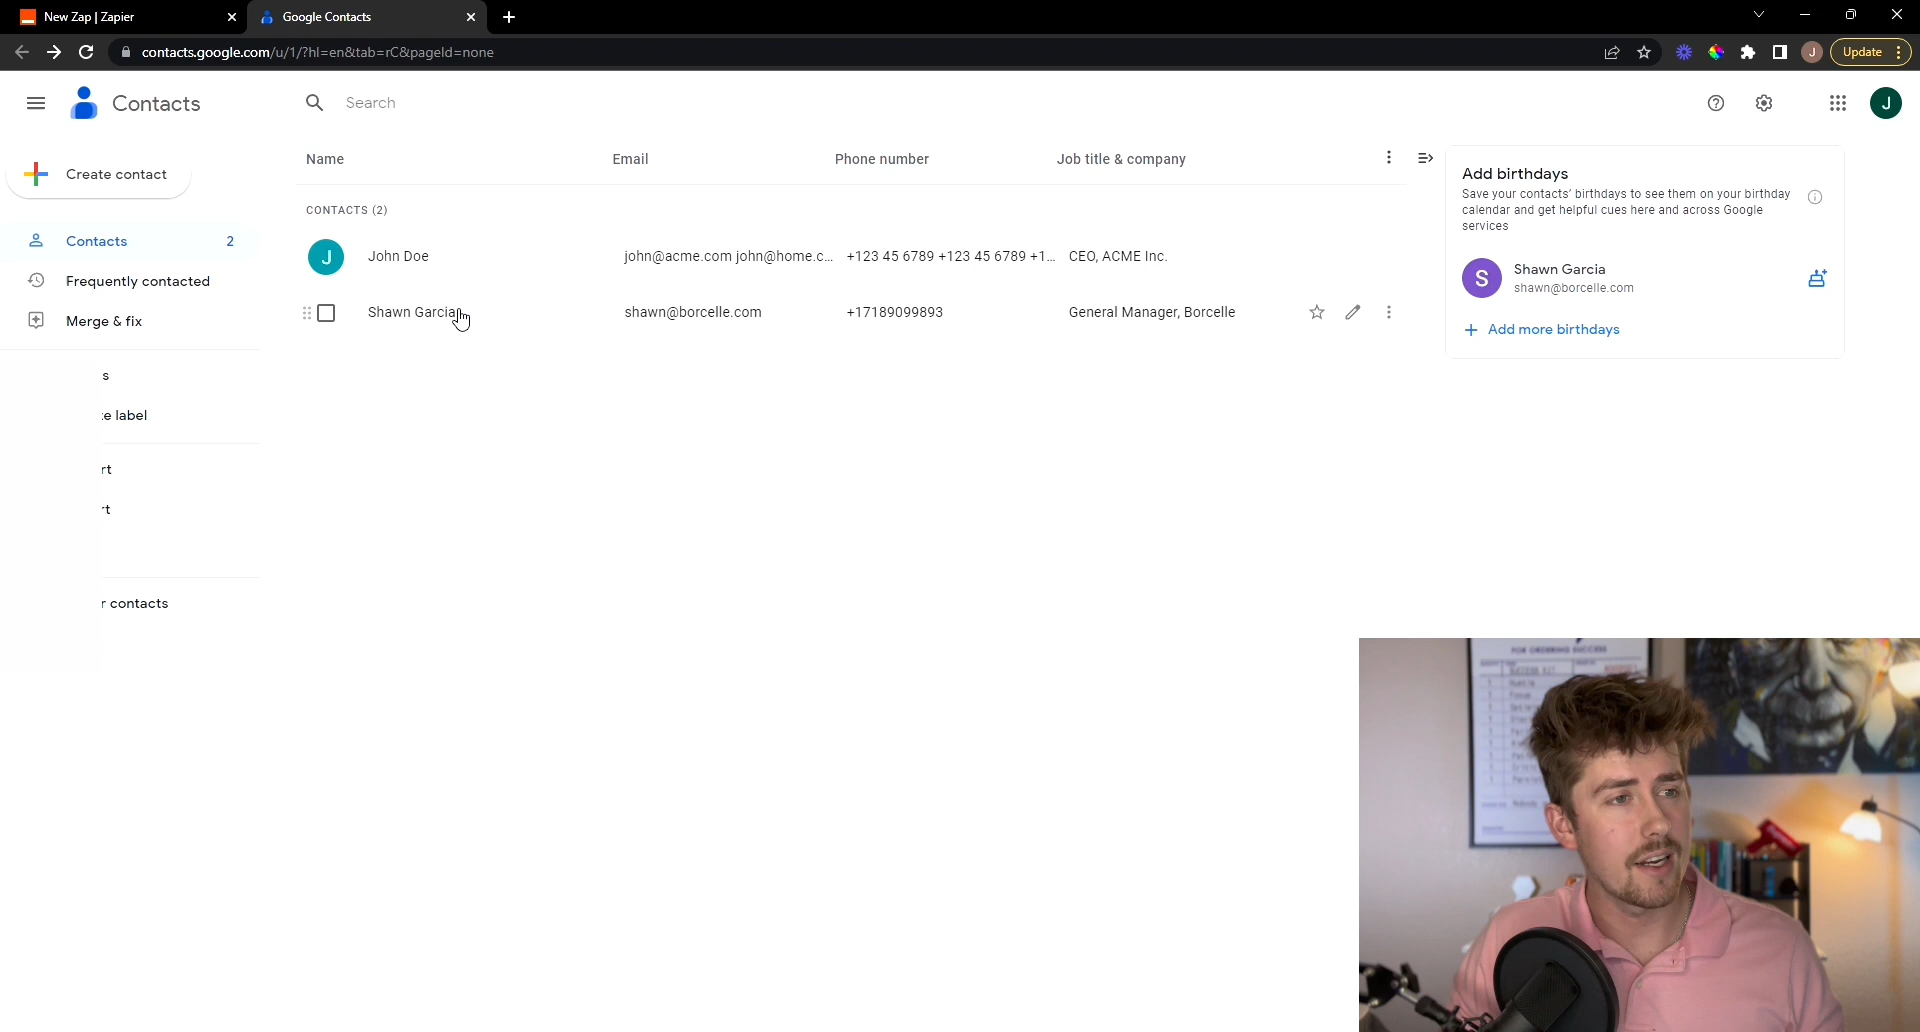 New Zap | Zapier
Google Contacts
contacts.google.com/u/1/?hl=en&tab=rC&pageId=none
J
Update
Contacts
Search
J
Create contact
Contacts 2
Frequently contacted
Merge & fix
s
te label
rt
rt
r contacts
Name Email Phone number Job title & company
CONTACTS (2)
J John Doe john@acme.com john@home.c... +123 45 6789 +123 45 6789 +1... CEO, ACME Inc.
Shawn Garcia shawn@borcelle.com +17189099893 General Manager, Borcelle
Add birthdays
Save your contacts' birthdays to see them on your birthday
calendar and get helpful cues here and across Google
services
S Shawn Garcia
shawn@borcelle.com
Add more birthdays
FOR ORDERING SUCCESS